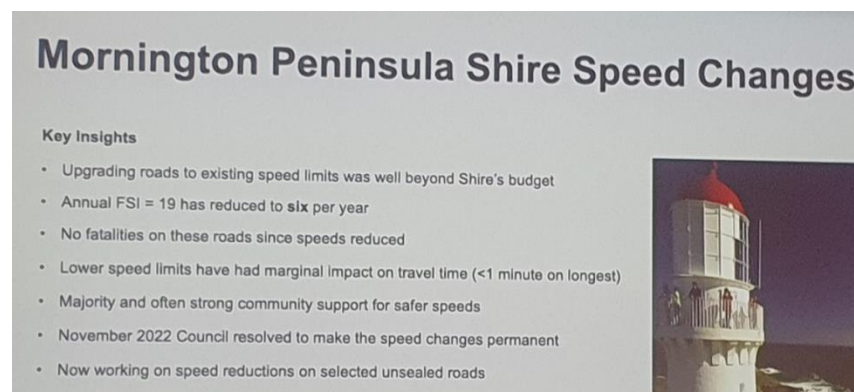 Mornington Peninsula Shire Speed Changes
Key Insights
• Upgrading roads to existing speed limits was well beyond Shire's budget
• Annual FSI = 19 has reduced to six per year
• No fatalities on these roads since speeds reduced
• Lower speed limits have had marginal impact on travel time (<1 minute on longest)
• Majority and often strong community support for safer speeds
• November 2022 Council resolved to make the speed changes permanent
• Now working on speed reductions on selected unsealed roads